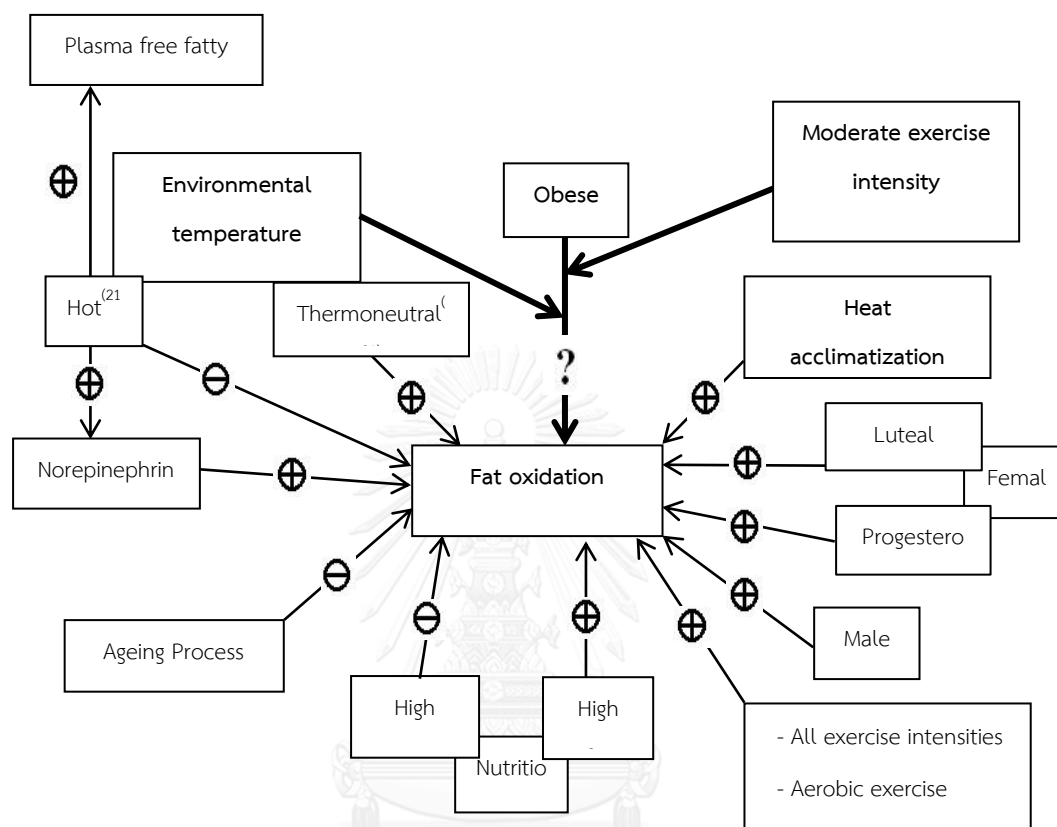 Plasma free fatty
Moderate exercise
intensity
Environmental
temperature
Obese
Hot(21
Thermoneutral(
Heat
acclimatization
?
Luteal
Femal
Norepinephrin
Fat oxidation
Progestero
Male
Ageing Process
High
High
Nutritio
- All exercise intensities
- Aerobic exercise